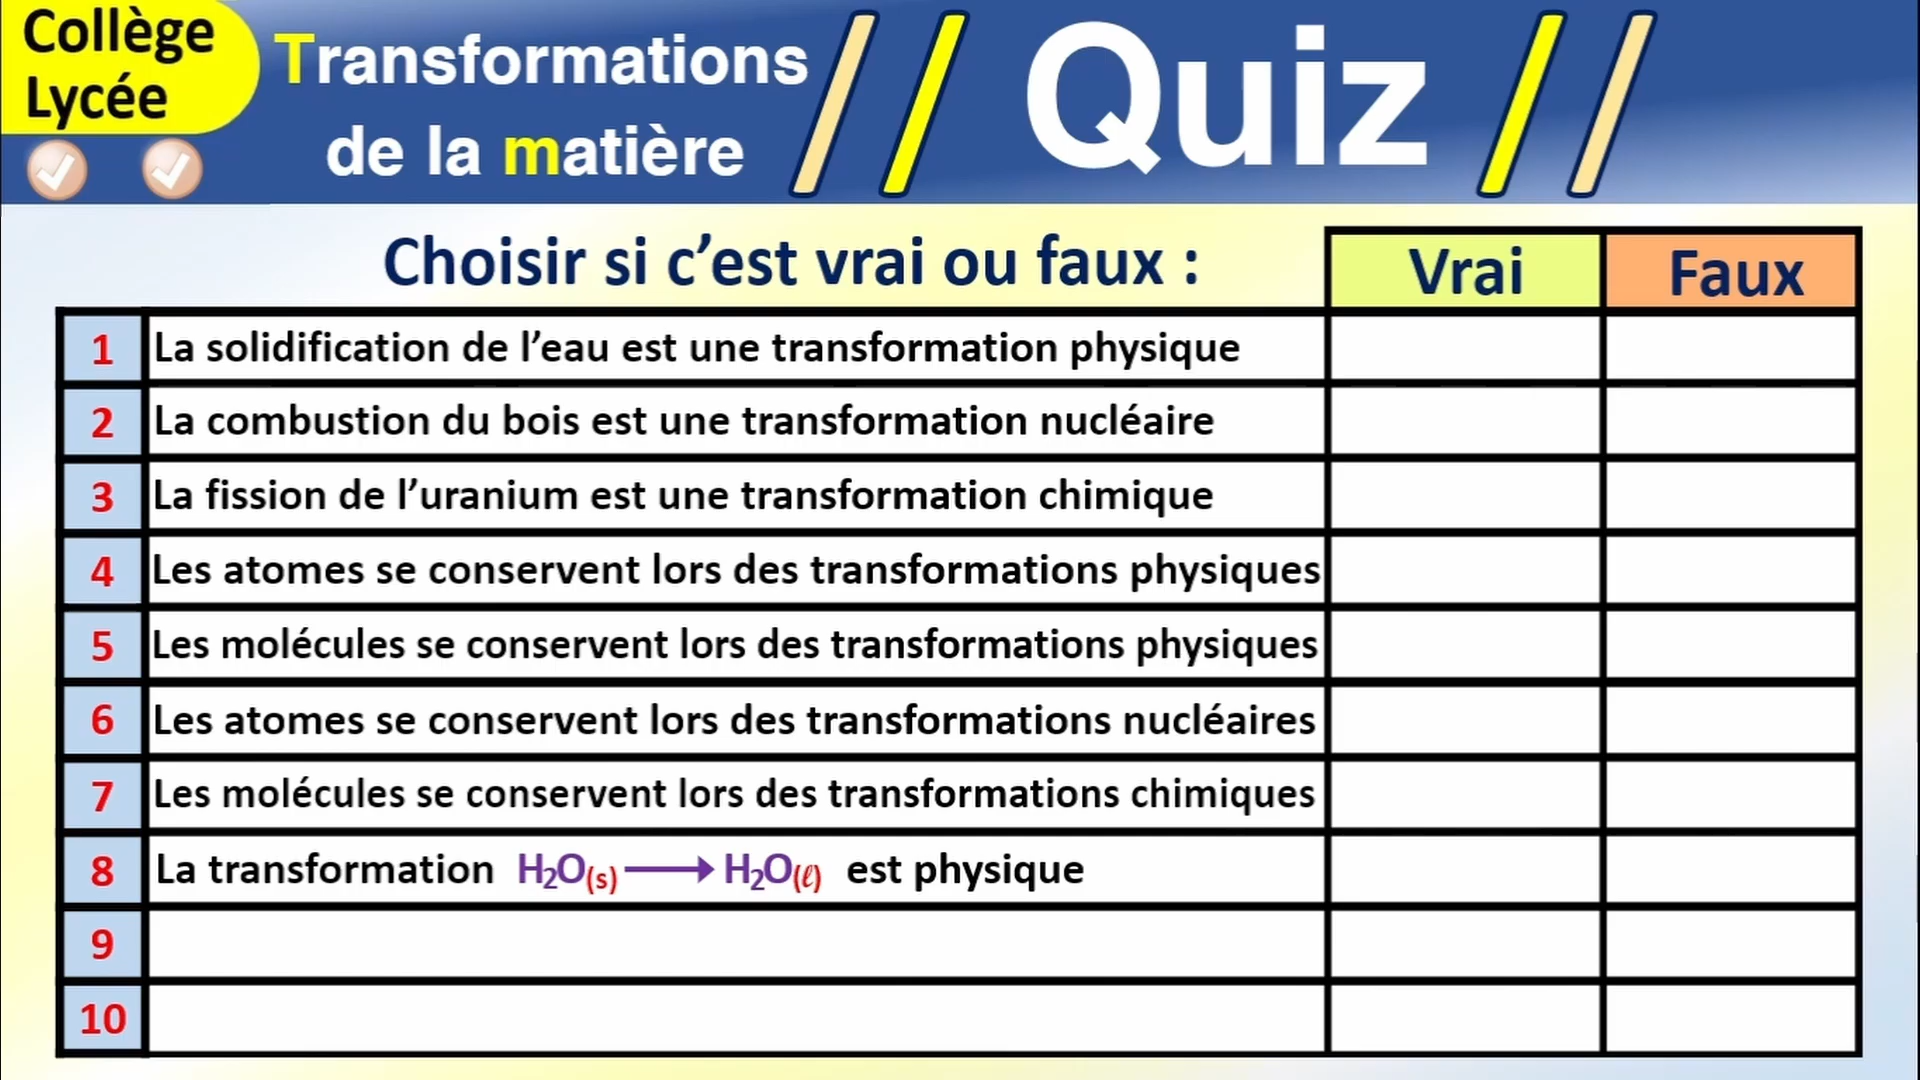 Collège
Lycée
Transformations
de la matière
Quiz
Choisir si c’est vrai ou faux :
Vrai
Faux
1 La solidification de l’eau est une transformation physique
2 La combustion du bois est une transformation nucléaire
3 La fission de l’uranium est une transformation chimique
4 Les atomes se conservent lors des transformations physiques
5 Les molécules se conservent lors des transformations physiques
6 Les atomes se conservent lors des transformations nucléaires
7 Les molécules se conservent lors des transformations chimiques
8 La transformation H₂O(s) ⟶ H₂O(ℓ) est physique
9
10